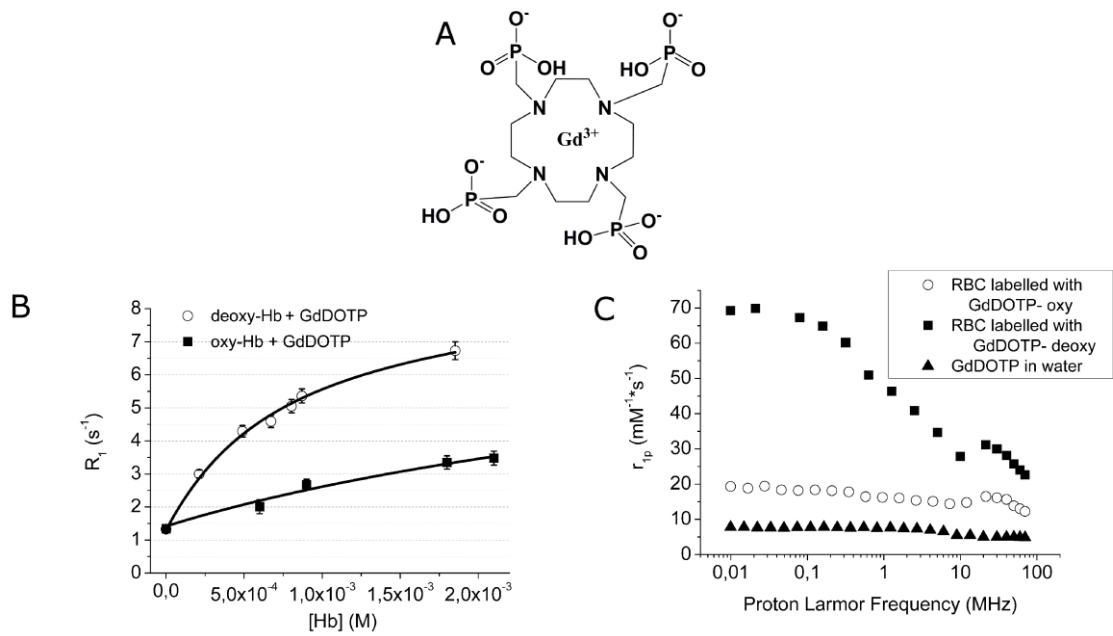 A
O-
P
O
OH
O-
P
HO
O
N
N
Gd3+
N
N
O-
P
HO
O
O-
P
HO
O
B
deoxy-Hb + GdDOTP
oxy-Hb + GdDOTP
R1 (s-1)
8
7
6
5
4
3
2
1
0
0,0
5,0x10-4
1,0x10-3
1,5x10-3
2,0x10-3
[Hb] (M)
C
RBC labelled with
GdDOTP- oxy
RBC labelled with
GdDOTP- deoxy
GdDOTP in water
r1p (mM-1*s-1)
70
60
50
40
30
20
10
0
0,01
0,1
1
10
100
Proton Larmor Frequency (MHz)